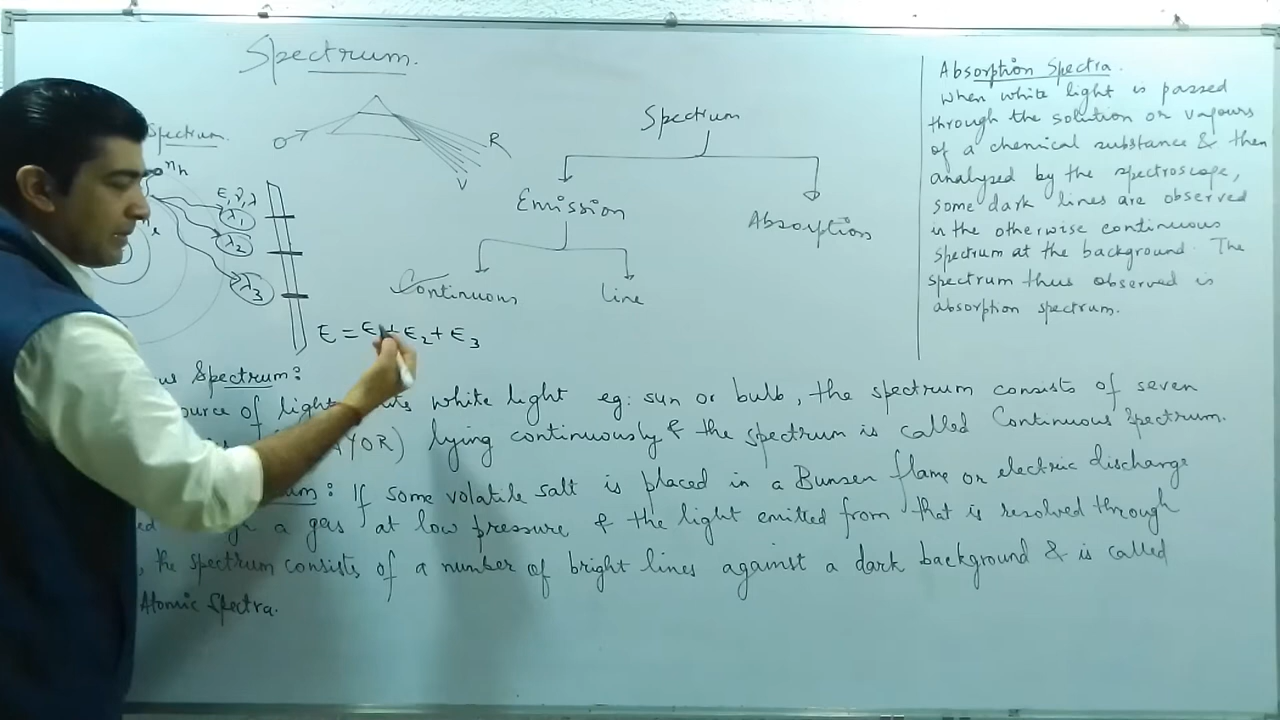 Spectrum.
Spectrum.
n h
E, ν, λ
λ1
λ2
λ3
R
V
E = E1 + E2 + E3
Spectrum
Emission
Absorption
Continuous
Line
Absorption Spectra.
When white light is passed
through the solution or vapours
of a chemical substance & then
analyzed by the spectroscope,
some dark lines are observed
in the otherwise continuous
spectrum at the background. The
spectrum thus observed is
absorption spectrum.
Spectrum:
of light white light eg: sun or bulb, the spectrum consists of seven
YOR) lying continuously & the spectrum is called Continuous Spectrum.
: If some volatile salt is placed in a Bunsen flame or electric discharge
a gas at low pressure & the light emitted from that is resolved through
, the spectrum consists of a number of bright lines against a dark background & is called
Atomic Spectra.